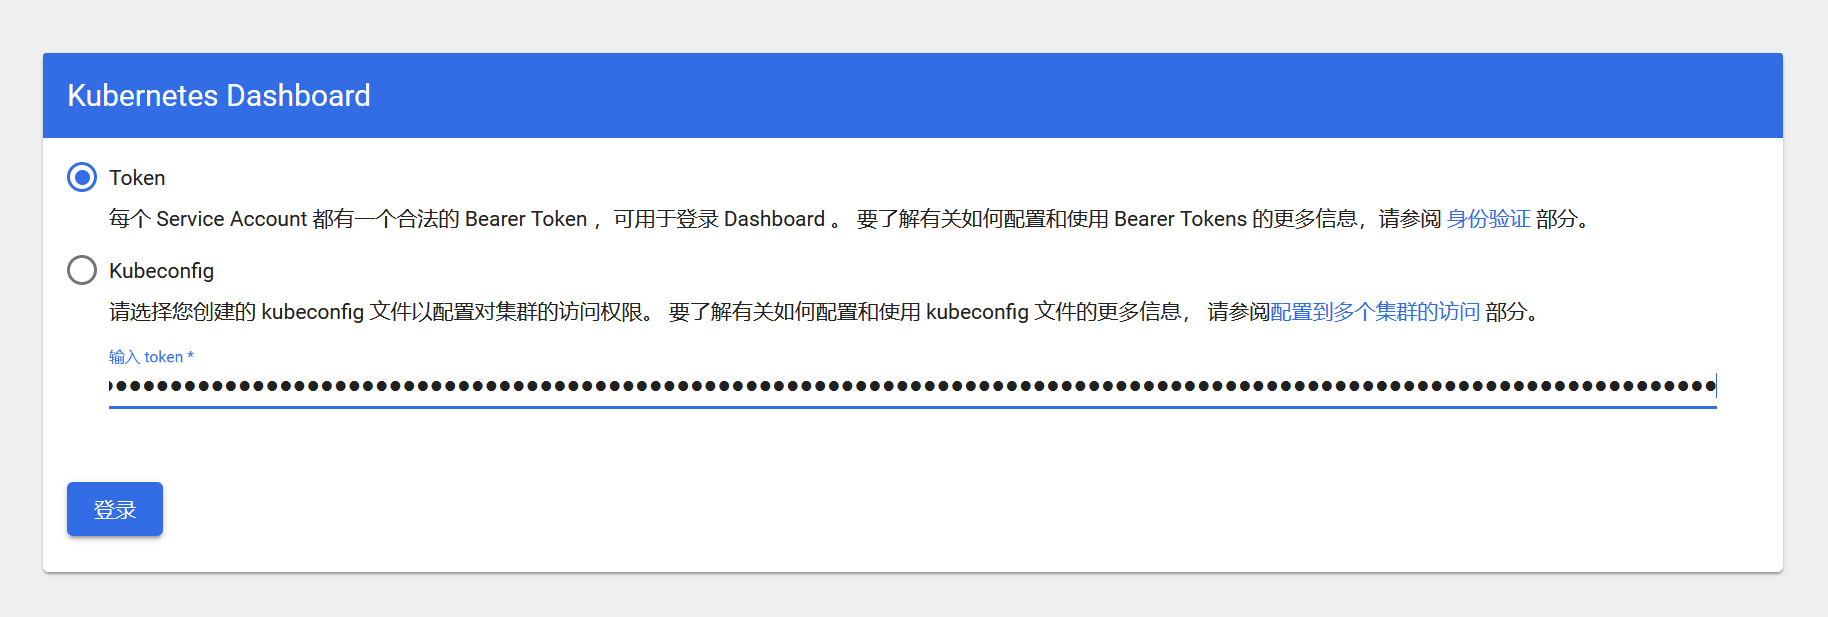 Kubernetes Dashboard
Token
每个 Service Account 都有一个合法的 Bearer Token ，可用于登录 Dashboard 。 要了解有关如何配置和使用 Bearer Tokens 的更多信息，请参阅 身份验证 部分。
Kubeconfig
请选择您创建的 kubeconfig 文件以配置对集群的访问权限。 要了解有关如何配置和使用 kubeconfig 文件的更多信息， 请参阅配置到多个集群的访问 部分。
输入 token *
登录